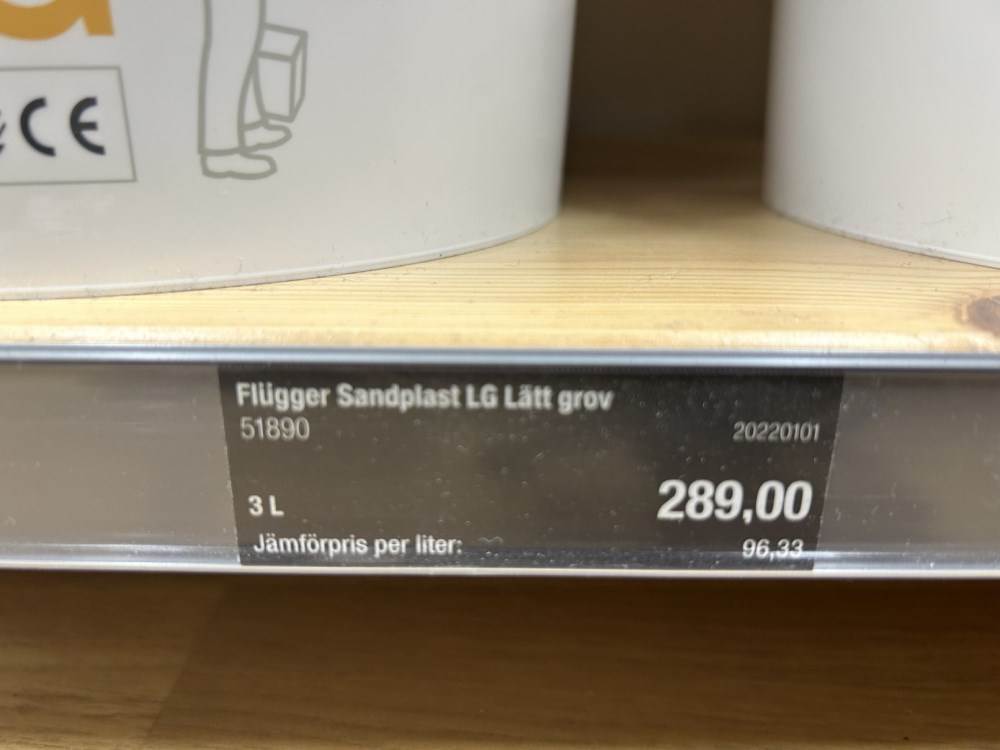 CE
Flügger Sandplast LG Lätt grov
51890
20220101
3 L
289,00
Jämförpris per liter:
96,33